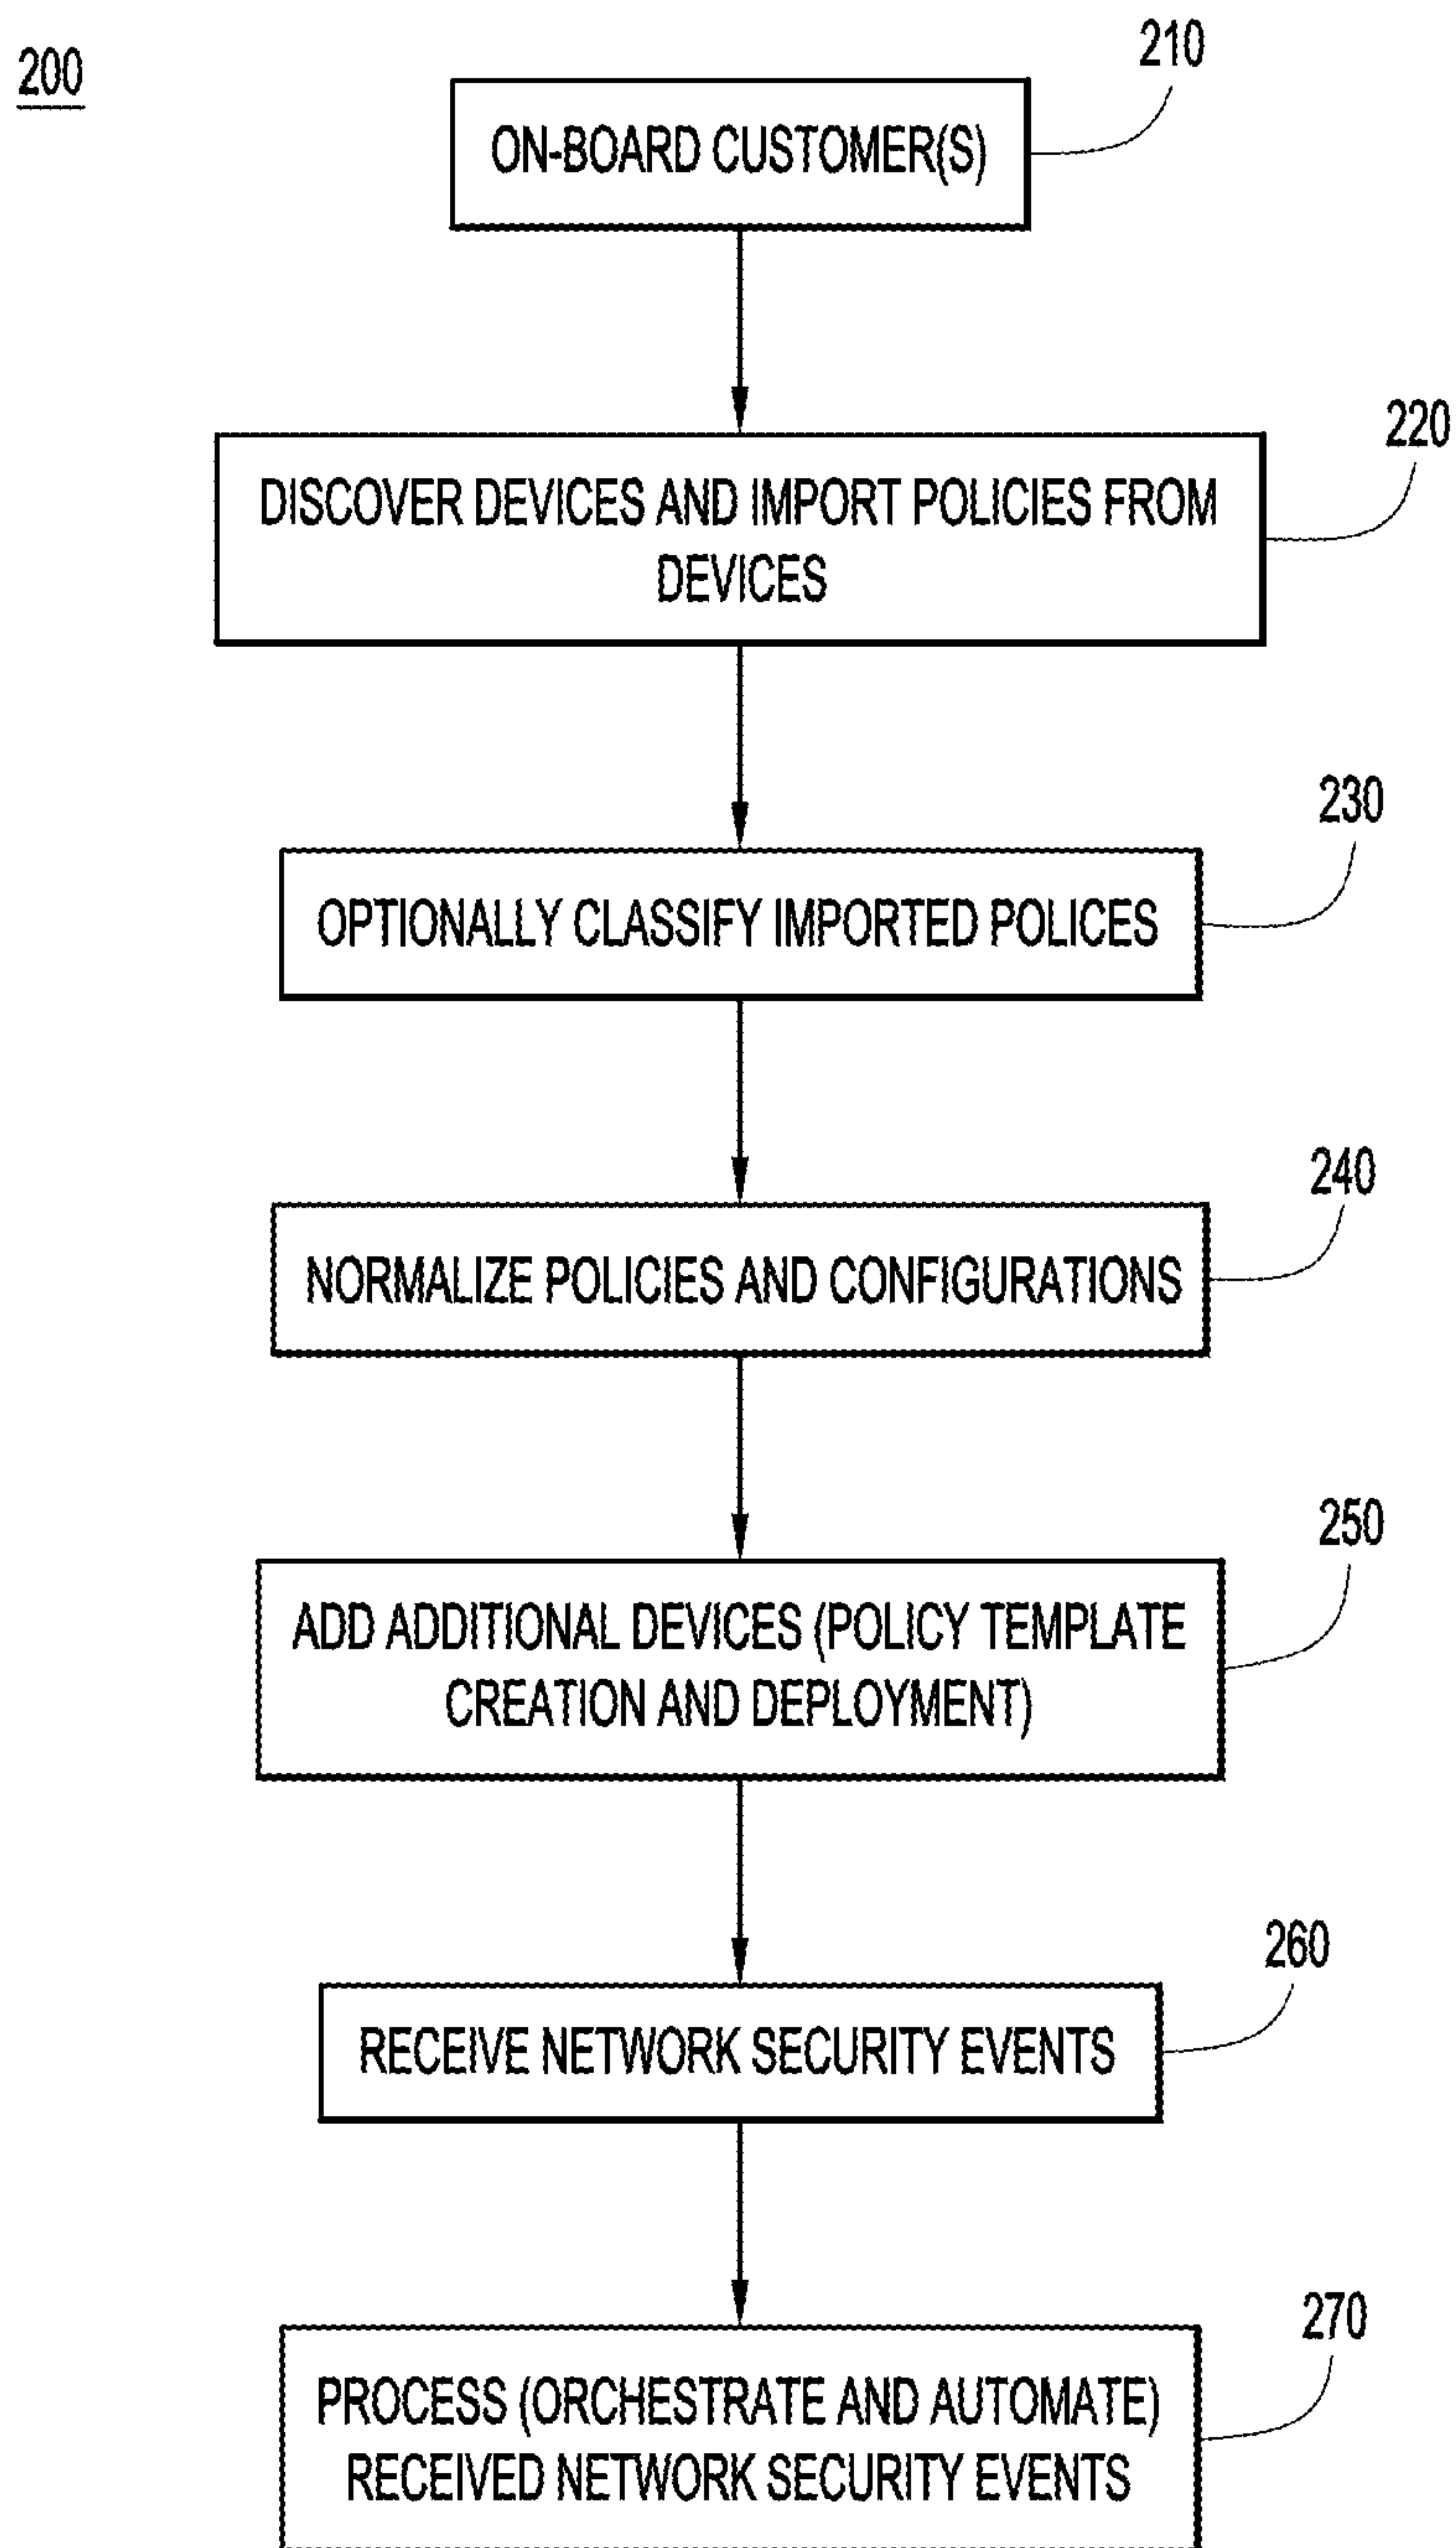 200
210
ON-BOARD CUSTOMER(S)
220
DISCOVER DEVICES AND IMPORT POLICIES FROM
DEVICES
230
OPTIONALLY CLASSIFY IMPORTED POLICES
240
NORMALIZE POLICIES AND CONFIGURATIONS
250
ADD ADDITIONAL DEVICES (POLICY TEMPLATE
CREATION AND DEPLOYMENT)
260
RECEIVE NETWORK SECURITY EVENTS
270
PROCESS (ORCHESTRATE AND AUTOMATE)
RECEIVED NETWORK SECURITY EVENTS